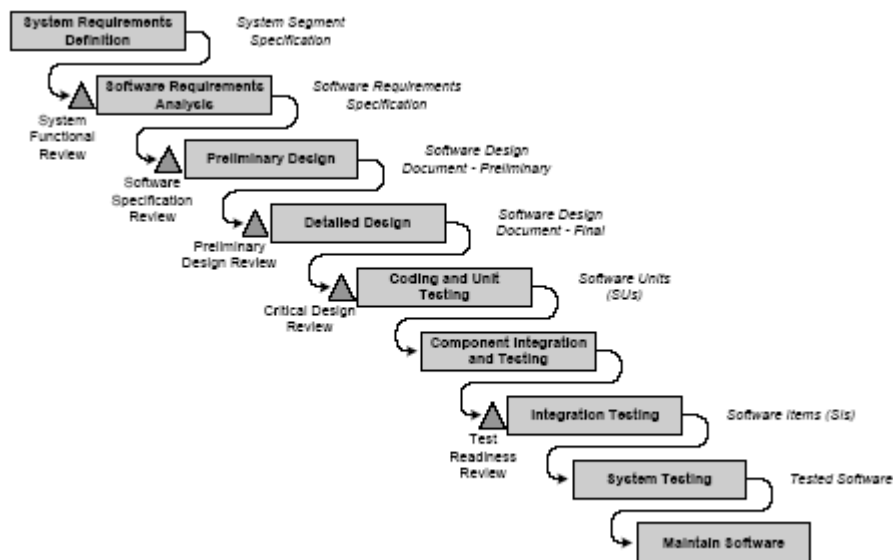 System Requirements
Definition
System Segment
Specification
Software Requirements
Analysis
Software Requirements
Specification
System
Functional
Review
Preliminary Design
Software Design
Document - Preliminary
Software
Specification
Review
Detailed Design
Software Design
Document - Final
Preliminary
Design Review
Coding and Unit
Testing
Software Units
(SUs)
Critical Design
Review
Component Integration
and Testing
Integration Testing
Software Items (SIs)
Test
Readiness
Review
System Testing
Tested Software
Maintain Software